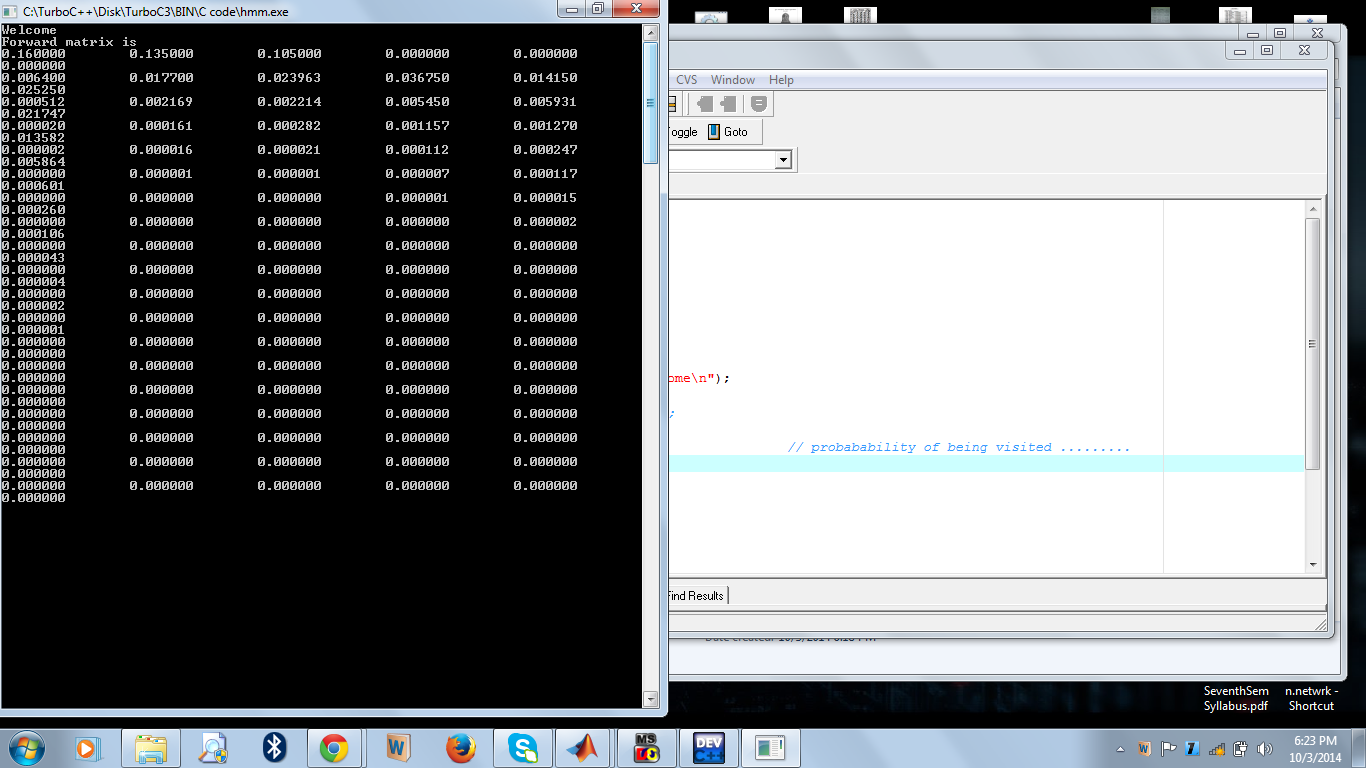 C:\TurboC++\Disk\TurboC3\BIN\C code\hmm.exe
Welcome
Forward matrix is
0.160000 0.135000 0.105000 0.000000 0.000000
0.000000
0.006400 0.017700 0.023963 0.036750 0.014150
0.025250
0.000512 0.002169 0.002214 0.005450 0.005931
0.021747
0.000020 0.000161 0.000282 0.001157 0.001270
0.013582
0.000002 0.000016 0.000021 0.000112 0.000247
0.005864
0.000000 0.000001 0.000001 0.000007 0.000117
0.000601
0.000000 0.000000 0.000000 0.000001 0.000015
0.000260
0.000000 0.000000 0.000000 0.000000 0.000002
0.000106
0.000000 0.000000 0.000000 0.000000 0.000000
0.000043
0.000000 0.000000 0.000000 0.000000 0.000000
0.000004
0.000000 0.000000 0.000000 0.000000 0.000000
0.000002
0.000000 0.000000 0.000000 0.000000 0.000000
0.000001
0.000000 0.000000 0.000000 0.000000 0.000000
0.000000
0.000000 0.000000 0.000000 0.000000 0.000000
0.000000
0.000000 0.000000 0.000000 0.000000 0.000000
0.000000
0.000000 0.000000 0.000000 0.000000 0.000000
0.000000
0.000000 0.000000 0.000000 0.000000 0.000000
0.000000
0.000000 0.000000 0.000000 0.000000 0.000000
0.000000
0.000000 0.000000 0.000000 0.000000 0.000000
0.000000
CVS Window Help
oggle Goto
ome\n");
;
// probabability of being visited .........
Find Results
SeventhSem
Syllabus.pdf
n.netwrk -
Shortcut
MS
DEV
C++
6:23 PM
10/3/2014